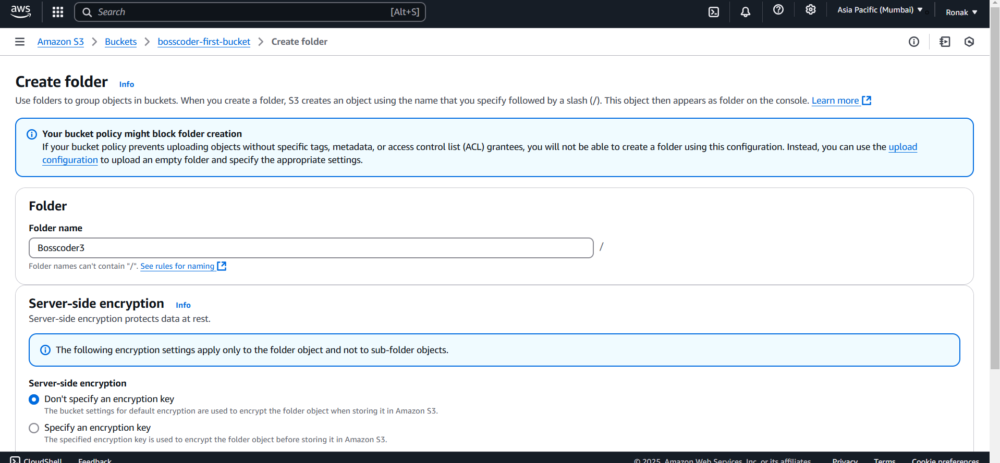 aws
Search [Alt+S]
Asia Pacific (Mumbai) Ronak
Amazon S3 Buckets bosscoder-first-bucket Create folder
Create folder Info
Use folders to group objects in buckets. When you create a folder, S3 creates an object using the name that you specify followed by a slash (/). This object then appears as folder on the console. Learn more
Your bucket policy might block folder creation
If your bucket policy prevents uploading objects without specific tags, metadata, or access control list (ACL) grantees, you will not be able to create a folder using this configuration. Instead, you can use the upload
configuration to upload an empty folder and specify the appropriate settings.
Folder
Folder name
Bosscoder3 /
Folder names can't contain "/". See rules for naming
Server-side encryption Info
Server-side encryption protects data at rest.
The following encryption settings apply only to the folder object and not to sub-folder objects.
Server-side encryption
Don't specify an encryption key
The bucket settings for default encryption are used to encrypt the folder object when storing it in Amazon S3.
Specify an encryption key
The specified encryption key is used to encrypt the folder object before storing it in Amazon S3.
CloudShell Feedback © 2025, Amazon Web Services, Inc. or its affiliates. Privacy Terms Cookie preferences